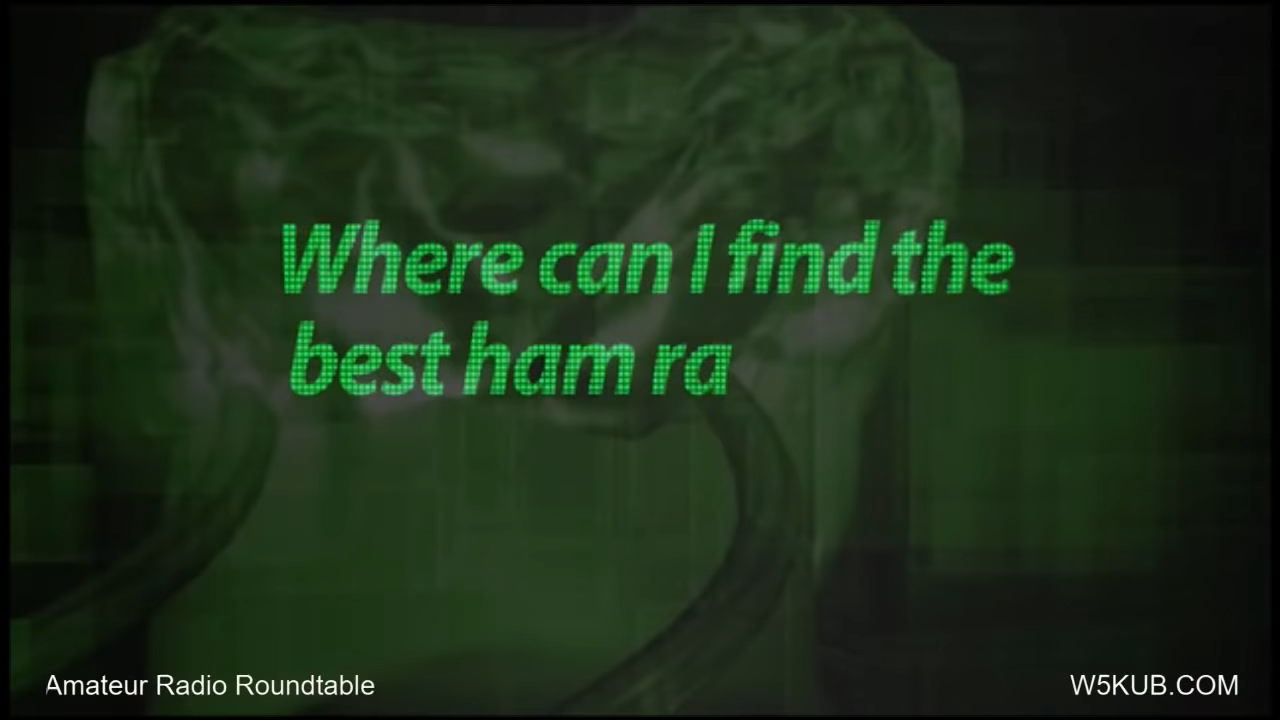 Where can I find the
best ham ra
Amateur Radio Roundtable
W5KUB.COM